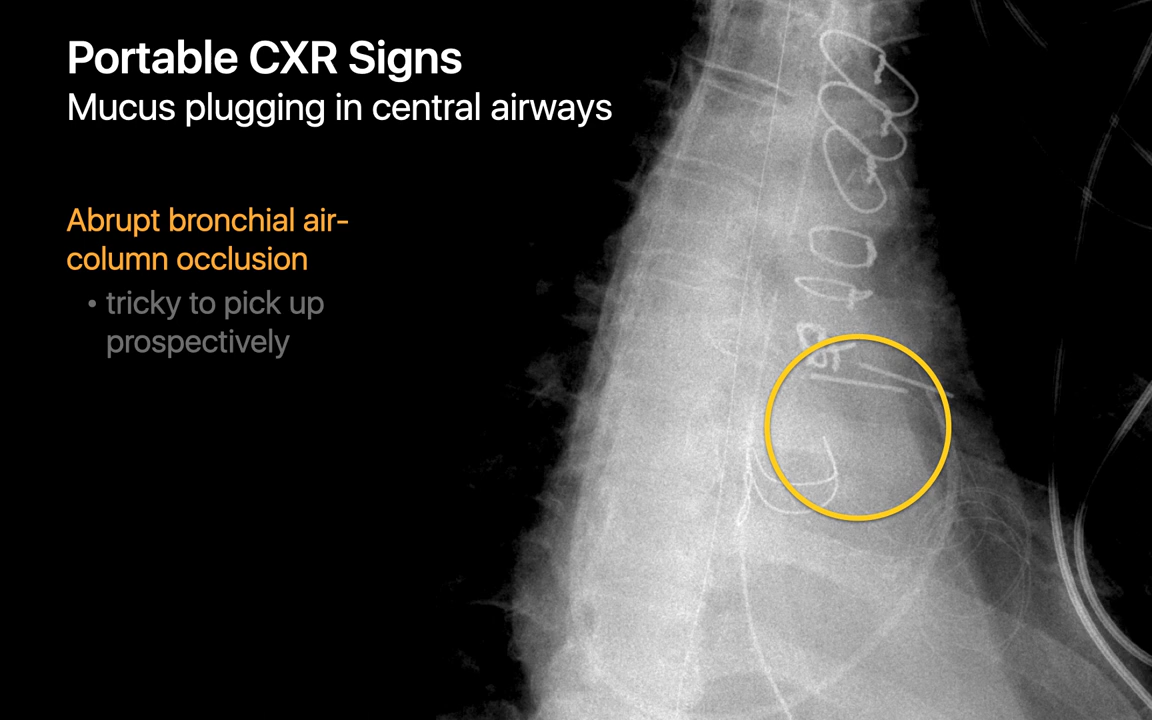 Portable CXR Signs
Mucus plugging in central airways
Abrupt bronchial air-
column occlusion
• tricky to pick up
prospectively